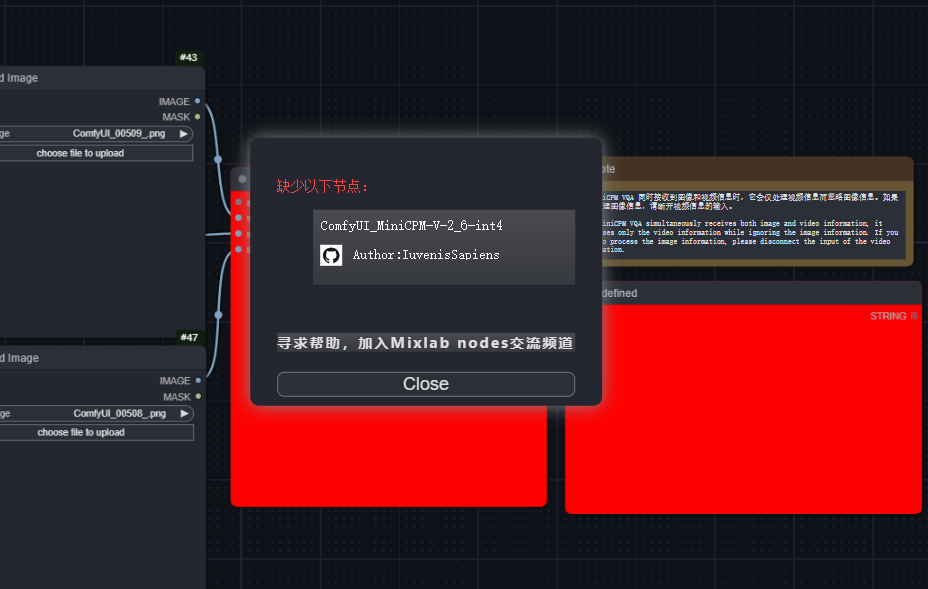 #43
d Image
IMAGE
MASK
ge ComfyUI_00509_.png
choose file to upload
#47
d Image
IMAGE
MASK
ge ComfyUI_00508_.png
choose file to upload
缺少以下节点：
ComfyUI_MiniCPM-V-2_6-int4
Author:IuvenisSapiens
寻求帮助，加入Mixlab nodes交流频道
Close
ote
iCPM VQA 同时接收到图像和视频信息时，它会仅处理视频信息而忽略图像信息。如果
理图像信息，请断开视频信息的输入。
iniCPM VQA simultaneously receives both image and video information, it
ses only the video information while ignoring the image information. If you
o process the image information, please disconnect the input of the video
ation.
defined
STRING